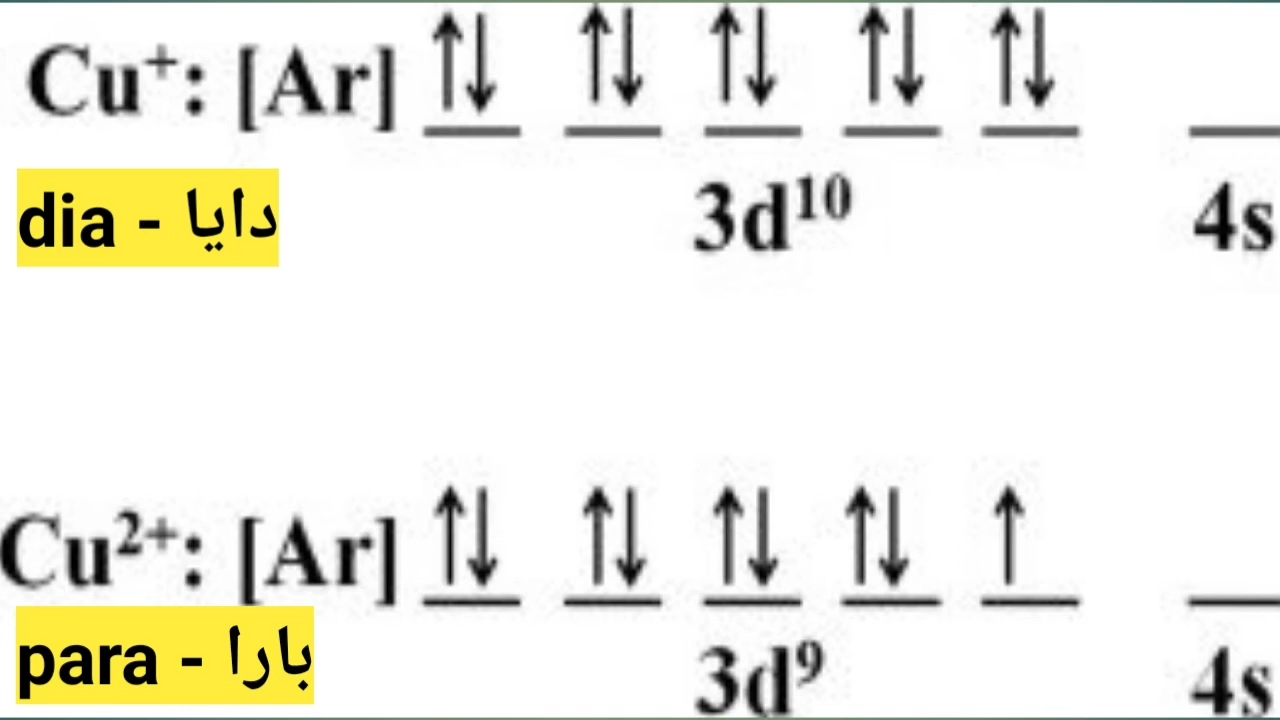 Cu⁺: [Ar] ↑↓ ↑↓ ↑↓ ↑↓ ↑↓
dia - دايا
3d¹⁰ 4s
Cu²⁺: [Ar] ↑↓ ↑↓ ↑↓ ↑↓ ↑
para - بارا
3d⁹ 4s